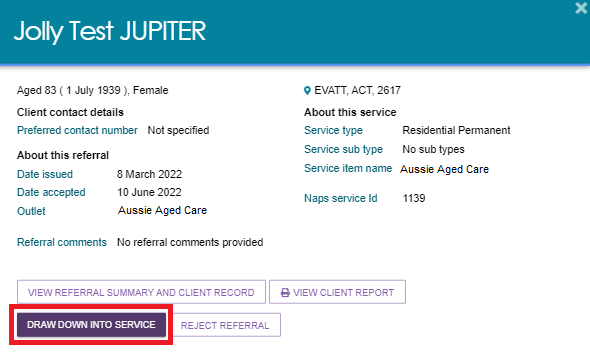 Jolly Test JUPITER
Aged 83 ( 1 July 1939 ), Female
EVATT, ACT, 2617
Client contact details
Preferred contact number Not specified
About this referral
Date issued 8 March 2022
Date accepted 10 June 2022
Outlet Aussie Aged Care
Referral comments No referral comments provided
About this service
Service type Residential Permanent
Service sub type No sub types
Service item name Aussie Aged Care
Naps service Id 1139
VIEW REFERRAL SUMMARY AND CLIENT RECORD
VIEW CLIENT REPORT
DRAW DOWN INTO SERVICE
REJECT REFERRAL